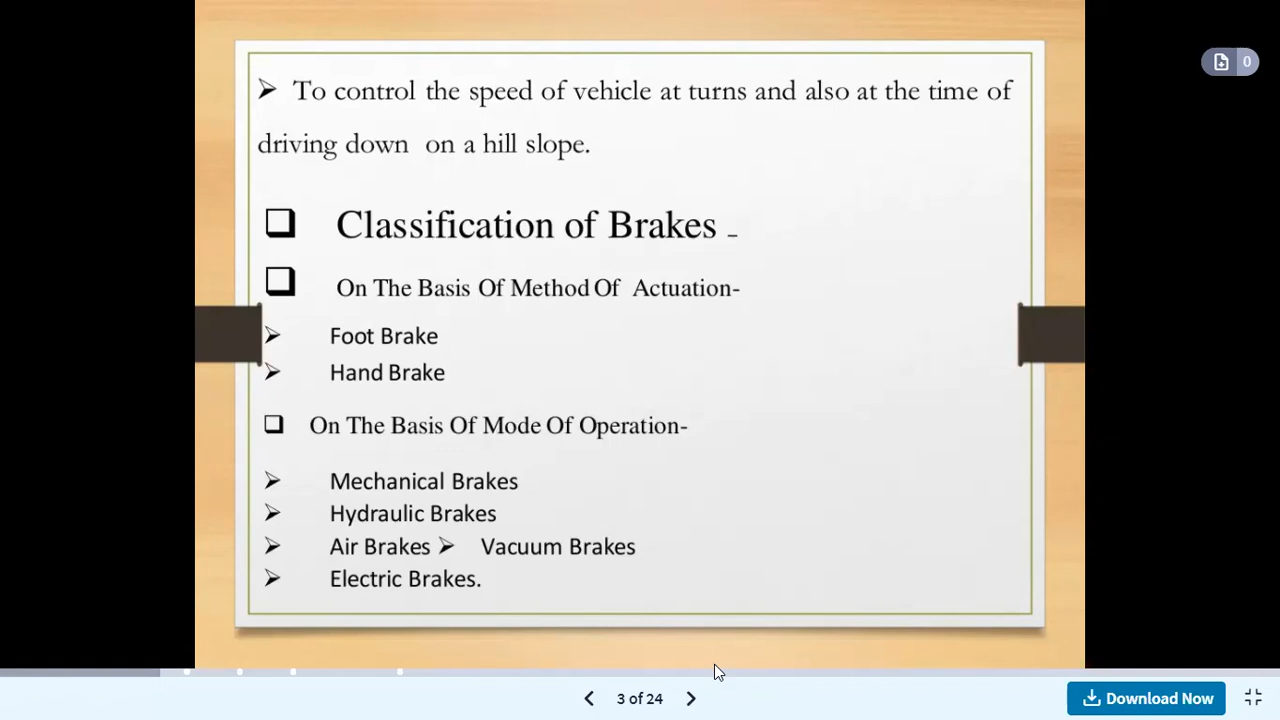 ➢ To control the speed of vehicle at turns and also at the time of
driving down on a hill slope.
❑ Classification of Brakes –
❑ On The Basis Of Method Of Actuation-
➢ Foot Brake
➢ Hand Brake
❑ On The Basis Of Mode Of Operation-
➢ Mechanical Brakes
➢ Hydraulic Brakes
➢ Air Brakes ➢ Vacuum Brakes
➢ Electric Brakes.
0
3 of 24
Download Now